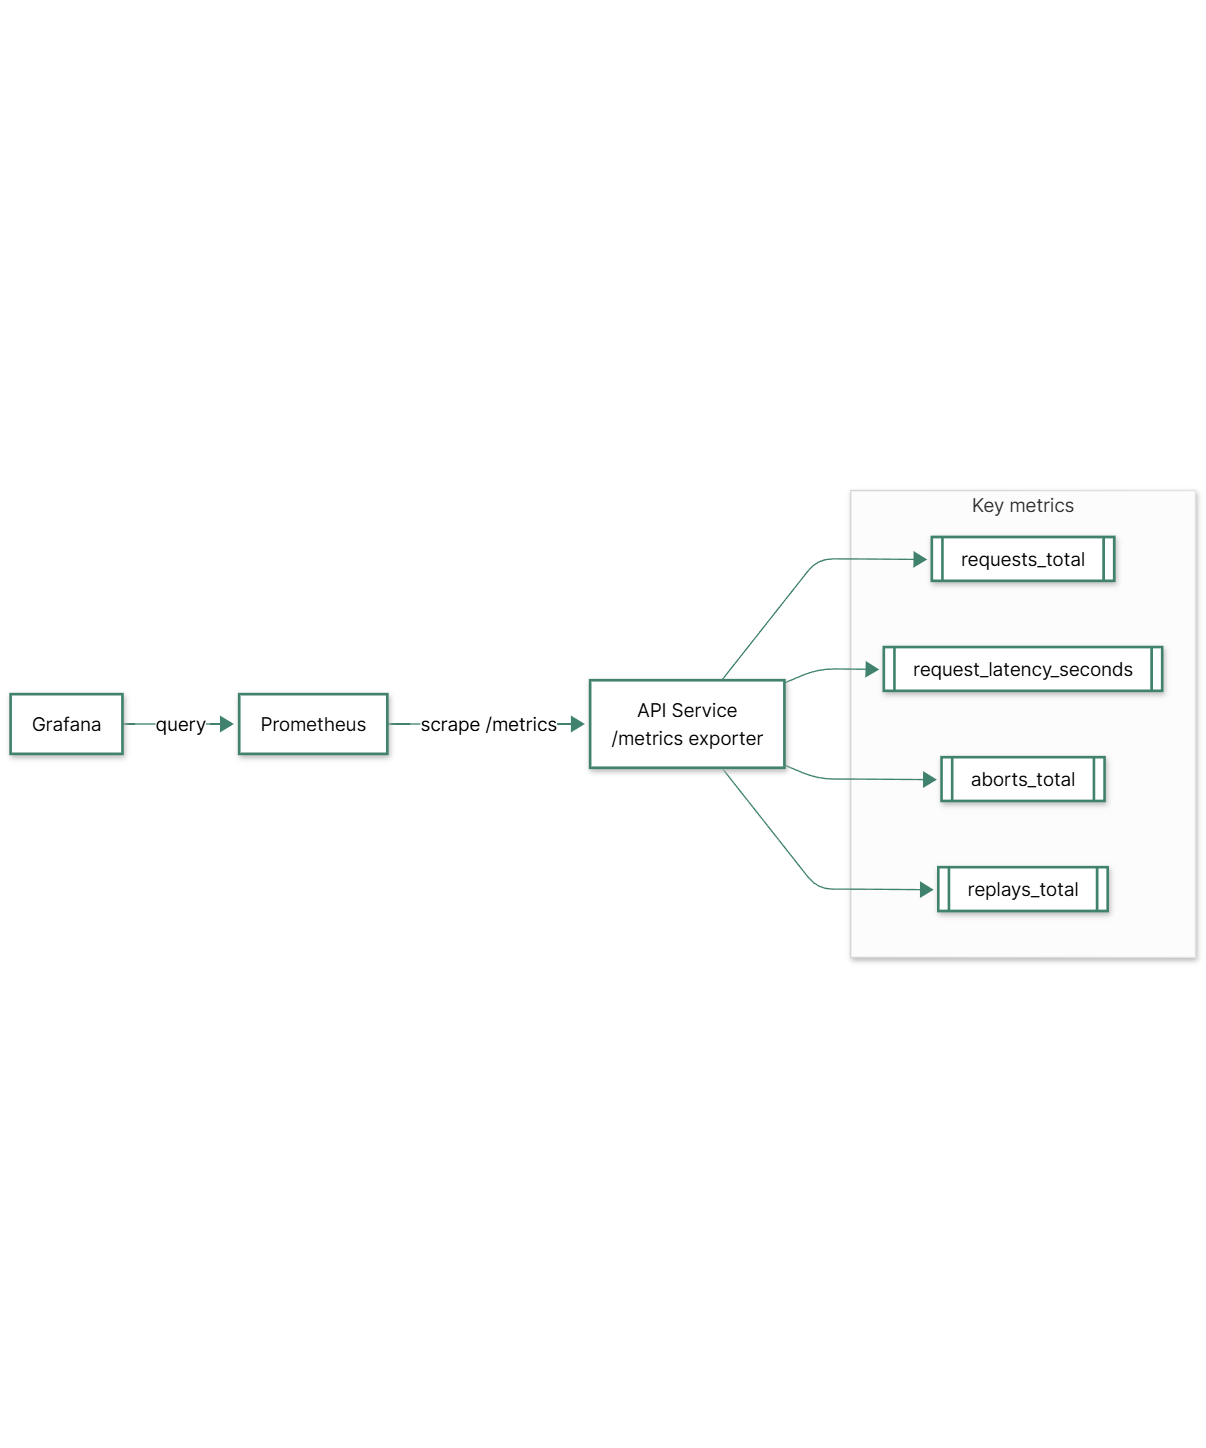 Grafana
query
Prometheus
scrape /metrics
API Service
/metrics exporter
Key metrics
requests_total
request_latency_seconds
aborts_total
replays_total